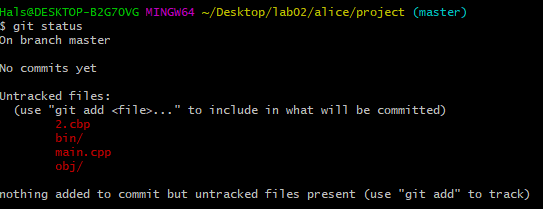 Hals@DESKTOP-B2G7OVG MINGW64 ~/Desktop/lab02/alice/project (master)
$ git status
On branch master
No commits yet
Untracked files:
(use "git add <file>..." to include in what will be committed)
2.cbp
bin/
main.cpp
obj/
nothing added to commit but untracked files present (use "git add" to track)